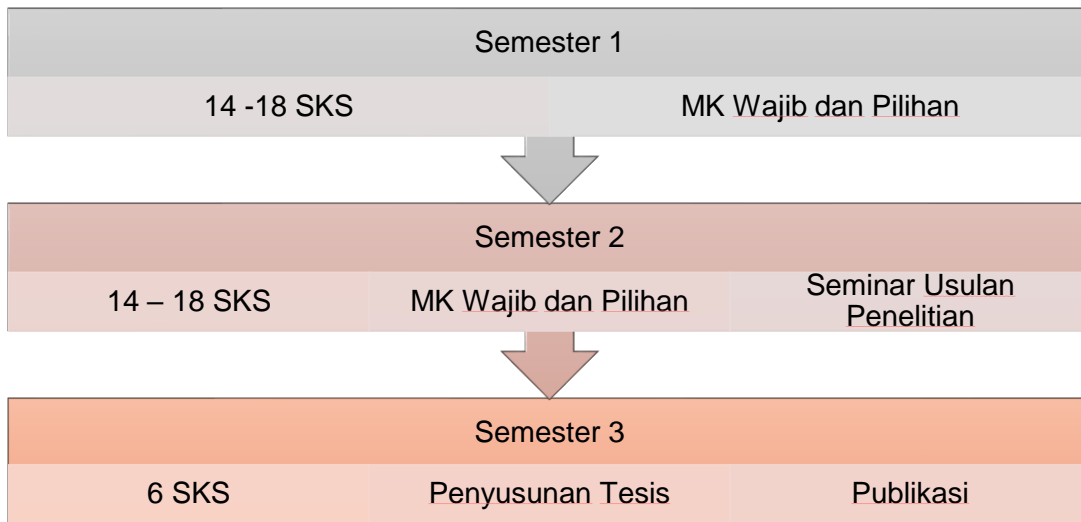 Semester 1
14 -18 SKS
MK Wajib dan Pilihan
Semester 2
14 – 18 SKS
MK Wajib dan Pilihan
Seminar Usulan
Penelitian
Semester 3
6 SKS
Penyusunan Tesis
Publikasi